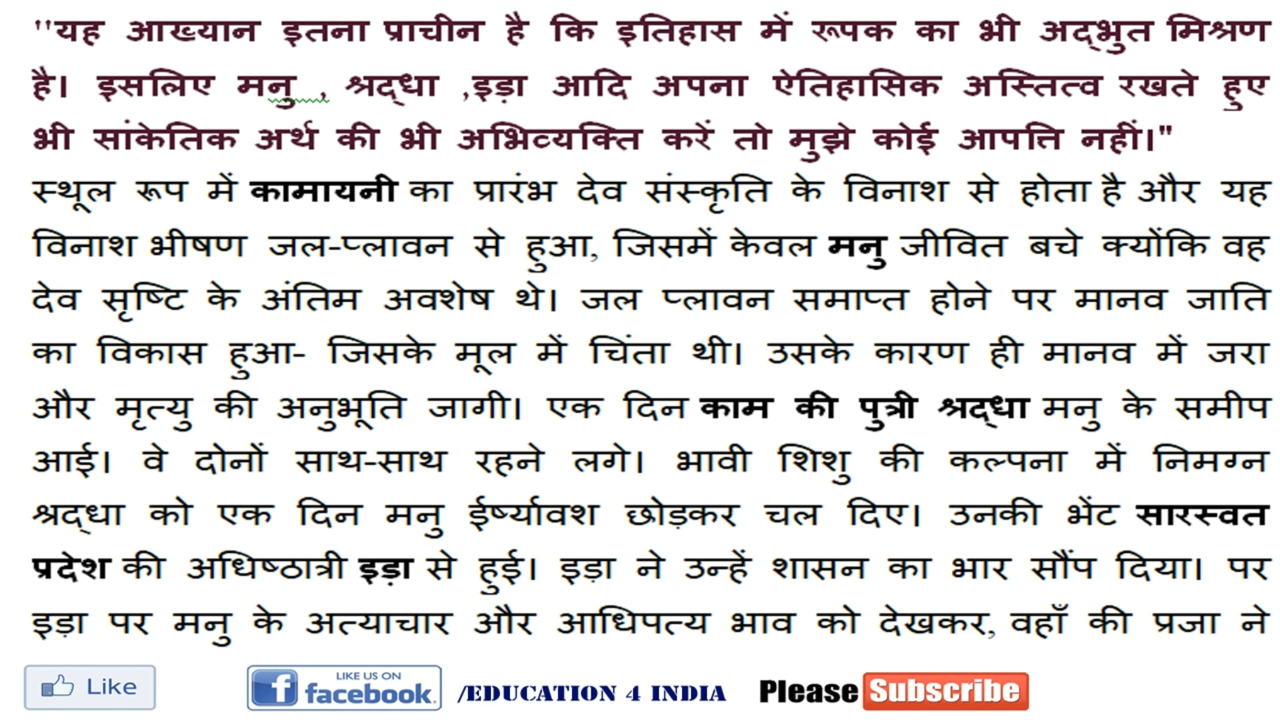 ''यह आख्यान इतना प्राचीन है कि इतिहास में रूपक का भी अद्भुत मिश्रण
है। इसलिए मनु , श्रद्धा ,इड़ा आदि अपना ऐतिहासिक अस्तित्व रखते हुए
भी सांकेतिक अर्थ की भी अभिव्यक्ति करें तो मुझे कोई आपत्ति नहीं।"
स्थूल रूप में कामायनी का प्रारंभ देव संस्कृति के विनाश से होता है और यह
विनाश भीषण जल-प्लावन से हुआ, जिसमें केवल मनु जीवित बचे क्योंकि वह
देव सृष्टि के अंतिम अवशेष थे। जल प्लावन समाप्त होने पर मानव जाति
का विकास हुआ- जिसके मूल में चिंता थी। उसके कारण ही मानव में जरा
और मृत्यु की अनुभूति जागी। एक दिन काम की पुत्री श्रद्धा मनु के समीप
आई। वे दोनों साथ-साथ रहने लगे। भावी शिशु की कल्पना में निमग्न
श्रद्धा को एक दिन मनु ईर्ष्यावश छोड़कर चल दिए। उनकी भेंट सारस्वत
प्रदेश की अधिष्ठात्री इड़ा से हुई। इड़ा ने उन्हें शासन का भार सौंप दिया। पर
इड़ा पर मनु के अत्याचार और आधिपत्य भाव को देखकर, वहाँ की प्रजा ने
Like
LIKE US ON
facebook.
/EDUCATION 4 INDIA
Please Subscribe